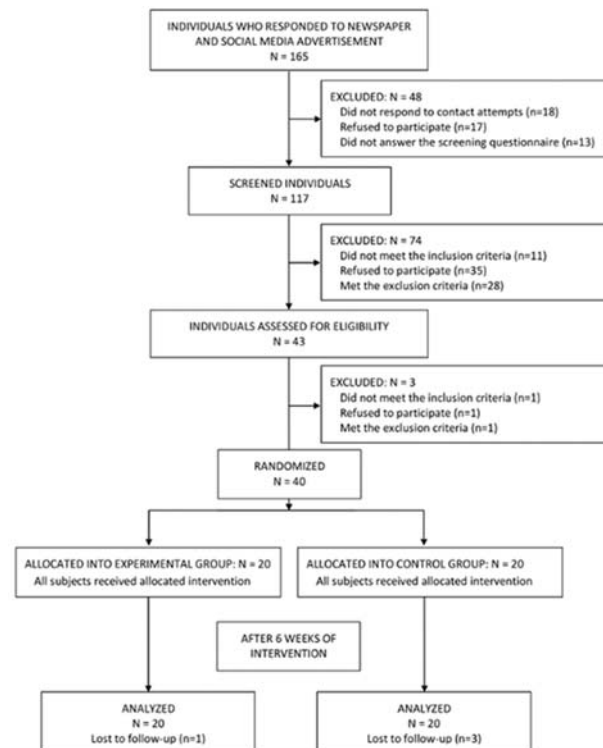 INDIVIDUALS WHO RESPONDED TO NEWSPAPER
AND SOCIAL MEDIA ADVERTISEMENT
N = 165
EXCLUDED: N = 48
Did not respond to contact attempts (n=18)
Refused to participate (n=17)
Did not answer the screening questionnaire (n=13)
SCREENED INDIVIDUALS
N = 117
EXCLUDED: N = 74
Did not meet the inclusion criteria (n=11)
Refused to participate (n=35)
Met the exclusion criteria (n=28)
INDIVIDUALS ASSESSED FOR ELIGIBILITY
N = 43
EXCLUDED: N = 3
Did not meet the inclusion criteria (n=1)
Refused to participate (n=1)
Met the exclusion criteria (n=1)
RANDOMIZED
N = 40
ALLOCATED INTO EXPERIMENTAL GROUP: N = 20
All subjects received allocated intervention
ALLOCATED INTO CONTROL GROUP: N = 20
All subjects received allocated intervention
AFTER 6 WEEKS OF
INTERVENTION
ANALYZED
N = 20
Lost to follow-up (n=1)
ANALYZED
N = 20
Lost to follow-up (n=3)